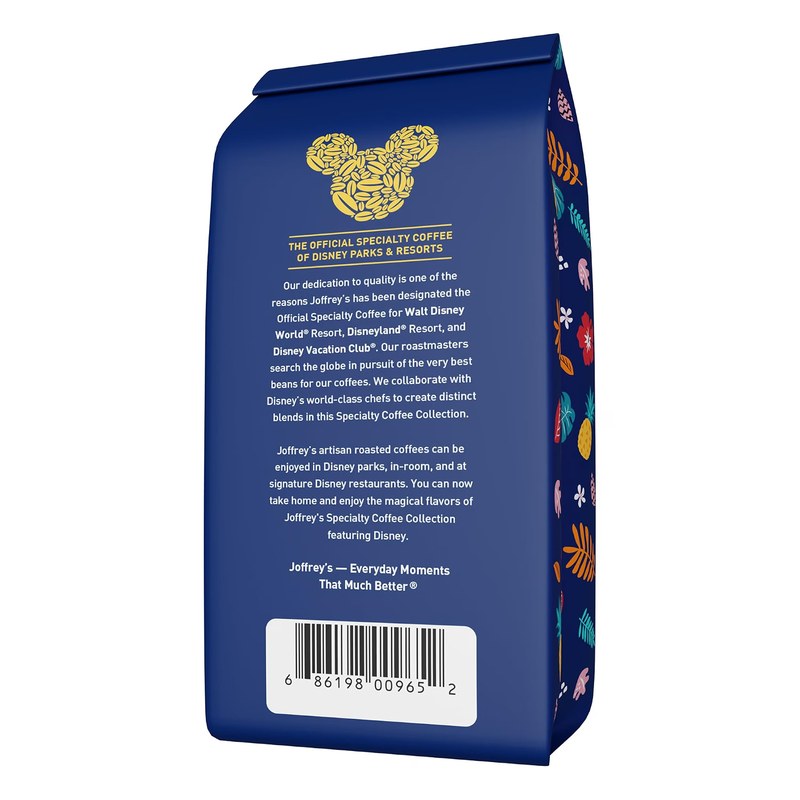 THE OFFICIAL SPECIALTY COFFEE
OF DISNEY PARKS & RESORTS
Our dedication to quality is one of the
reasons Joffrey's has been designated the
Official Specialty Coffee for Walt Disney
World® Resort, Disneyland® Resort, and
Disney Vacation Club®. Our roastmasters
search the globe in pursuit of the very best
beans for our coffees. We collaborate with
Disney's world-class chefs to create distinct
blends in this Specialty Coffee Collection.
Joffrey's artisan roasted coffees can be
enjoyed in Disney parks, in-room, and at
signature Disney restaurants. You can now
take home and enjoy the magical flavors of
Joffrey's Specialty Coffee Collection
featuring Disney.
Joffrey's — Everyday Moments
That Much Better®
6 86198 00965 2